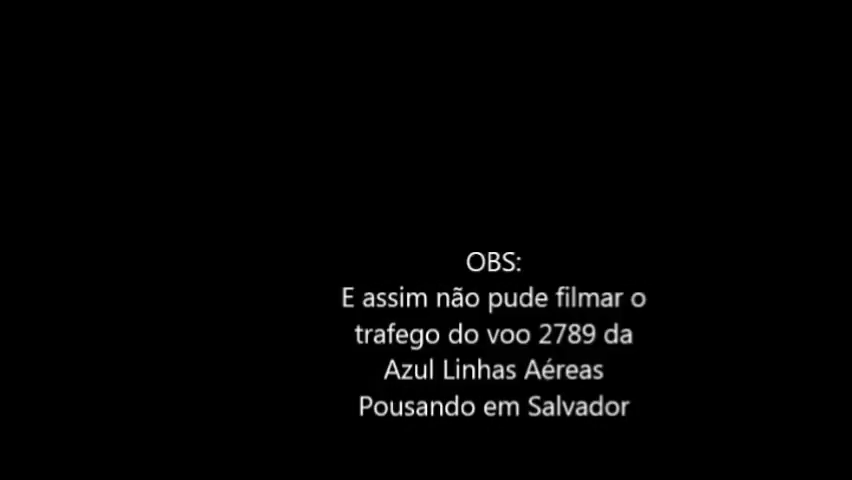 OBS:
E assim não pude filmar o
trafego do voo 2789 da
Azul Linhas Aéreas
Pousando em Salvador